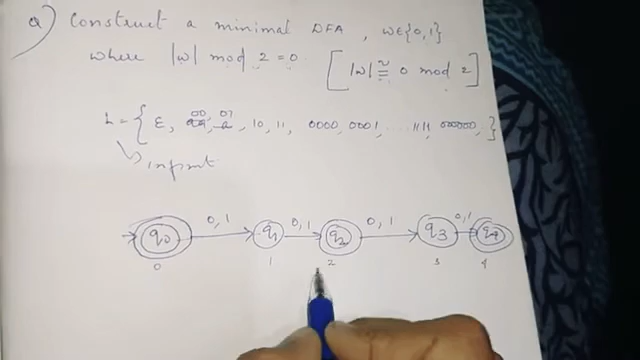 Q) Construct a minimal DFA, w∈{0,1}
where |w| mod 2 = 0 [|w| ≅ 0 mod 2]
L = { ε, 00, 01, 10, 11, 0000, 0001, .... 1111, 000000, }
infinit
0,1 0,1 0,1 0,1
q0 q1 q2 q3 q4
0 1 2 3 4